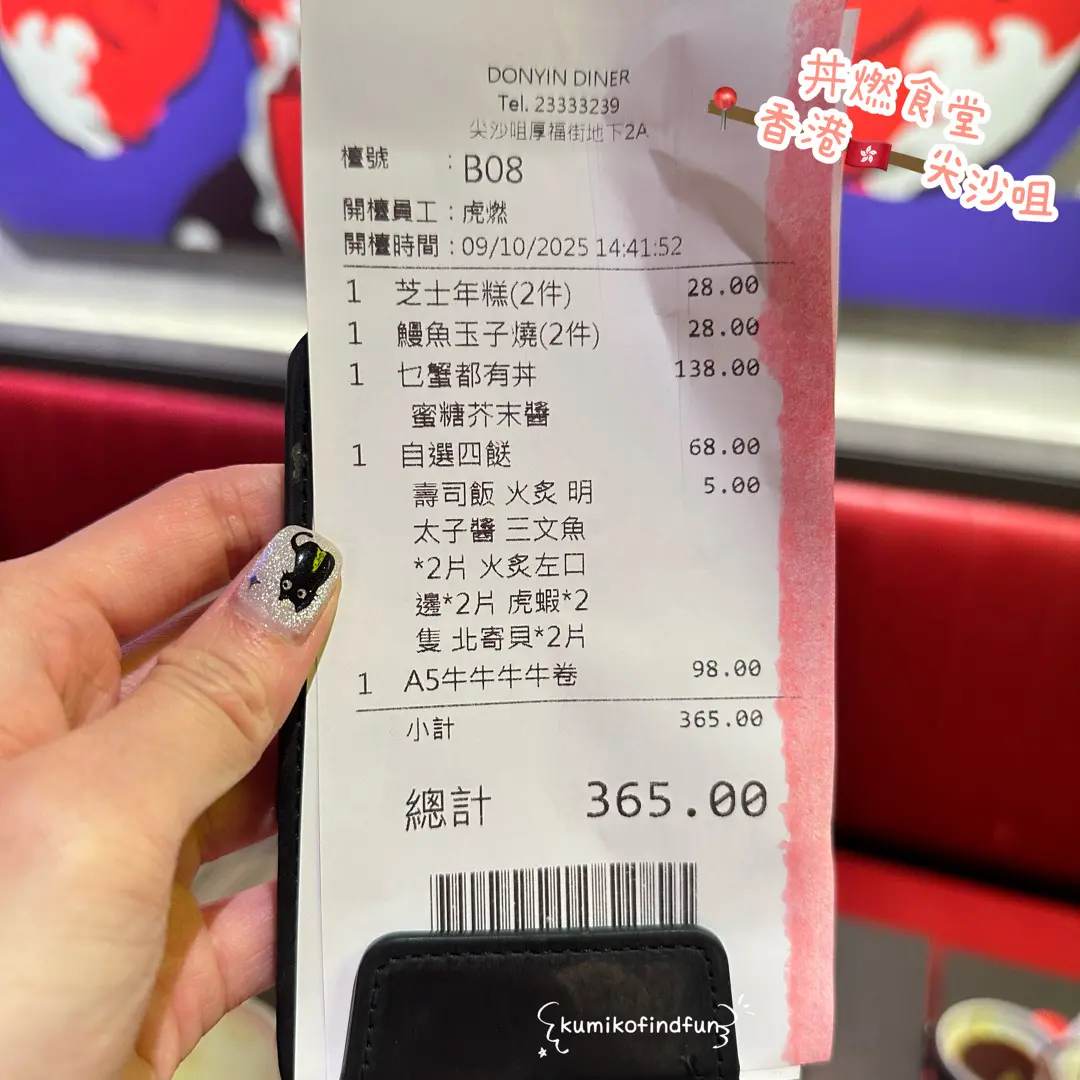 DONYIN DINER
Tel. 23333239
尖沙咀厚福街地下2A
檯號 : B08
開檯員工 : 虎燃
開檯時間 : 09/10/2025 14:41:52
1 芝士年糕(2件) 28.00
1 鰻魚玉子燒(2件) 28.00
1 乜蟹都有丼 138.00
蜜糖芥末醬
1 自選四餸 68.00
壽司飯 火炙 明 5.00
太子醬 三文魚
*2片 火炙左口
邊*2片 虎蝦*2
隻 北寄貝*2片
1 A5牛牛牛牛卷 98.00
小計 365.00
總計 365.00
丼燃食堂
香港
尖沙咀
kumikofindfun